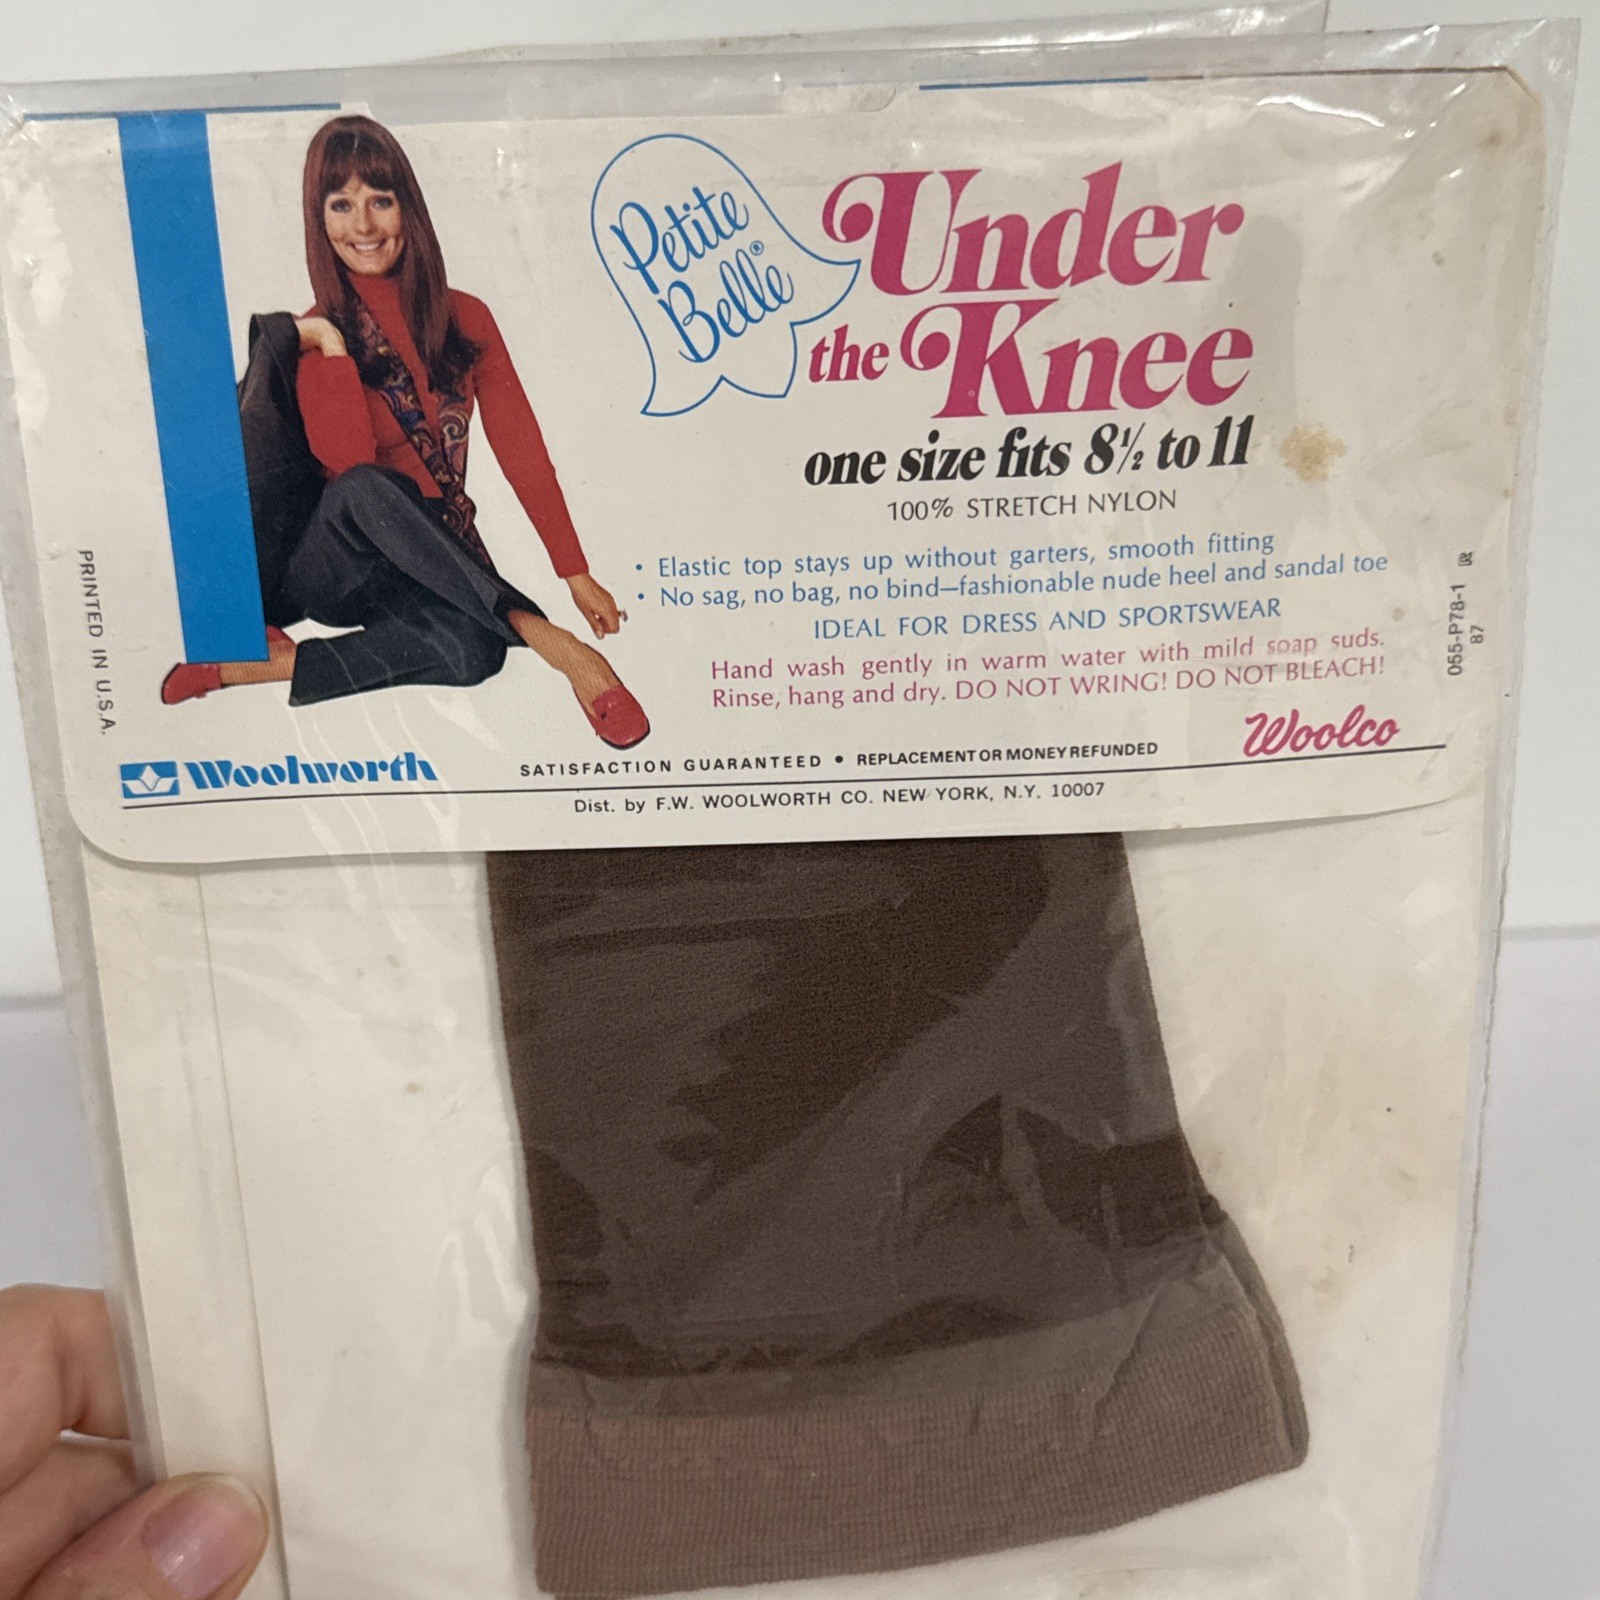 Petite
Belle®
Under
the Knee
one size fits 8½ to 11
100% STRETCH NYLON
• Elastic top stays up without garters, smooth fitting
• No sag, no bag, no bind—fashionable nude heel and sandal toe
IDEAL FOR DRESS AND SPORTSWEAR
Hand wash gently in warm water with mild soap suds.
Rinse, hang and dry. DO NOT WRING! DO NOT BLEACH!
Woolworth
SATISFACTION GUARANTEED • REPLACEMENT OR MONEY REFUNDED
Woolco
Dist. by F.W. WOOLWORTH CO. NEW YORK, N.Y. 10007
PRINTED IN U.S.A.
055-P78-1
87